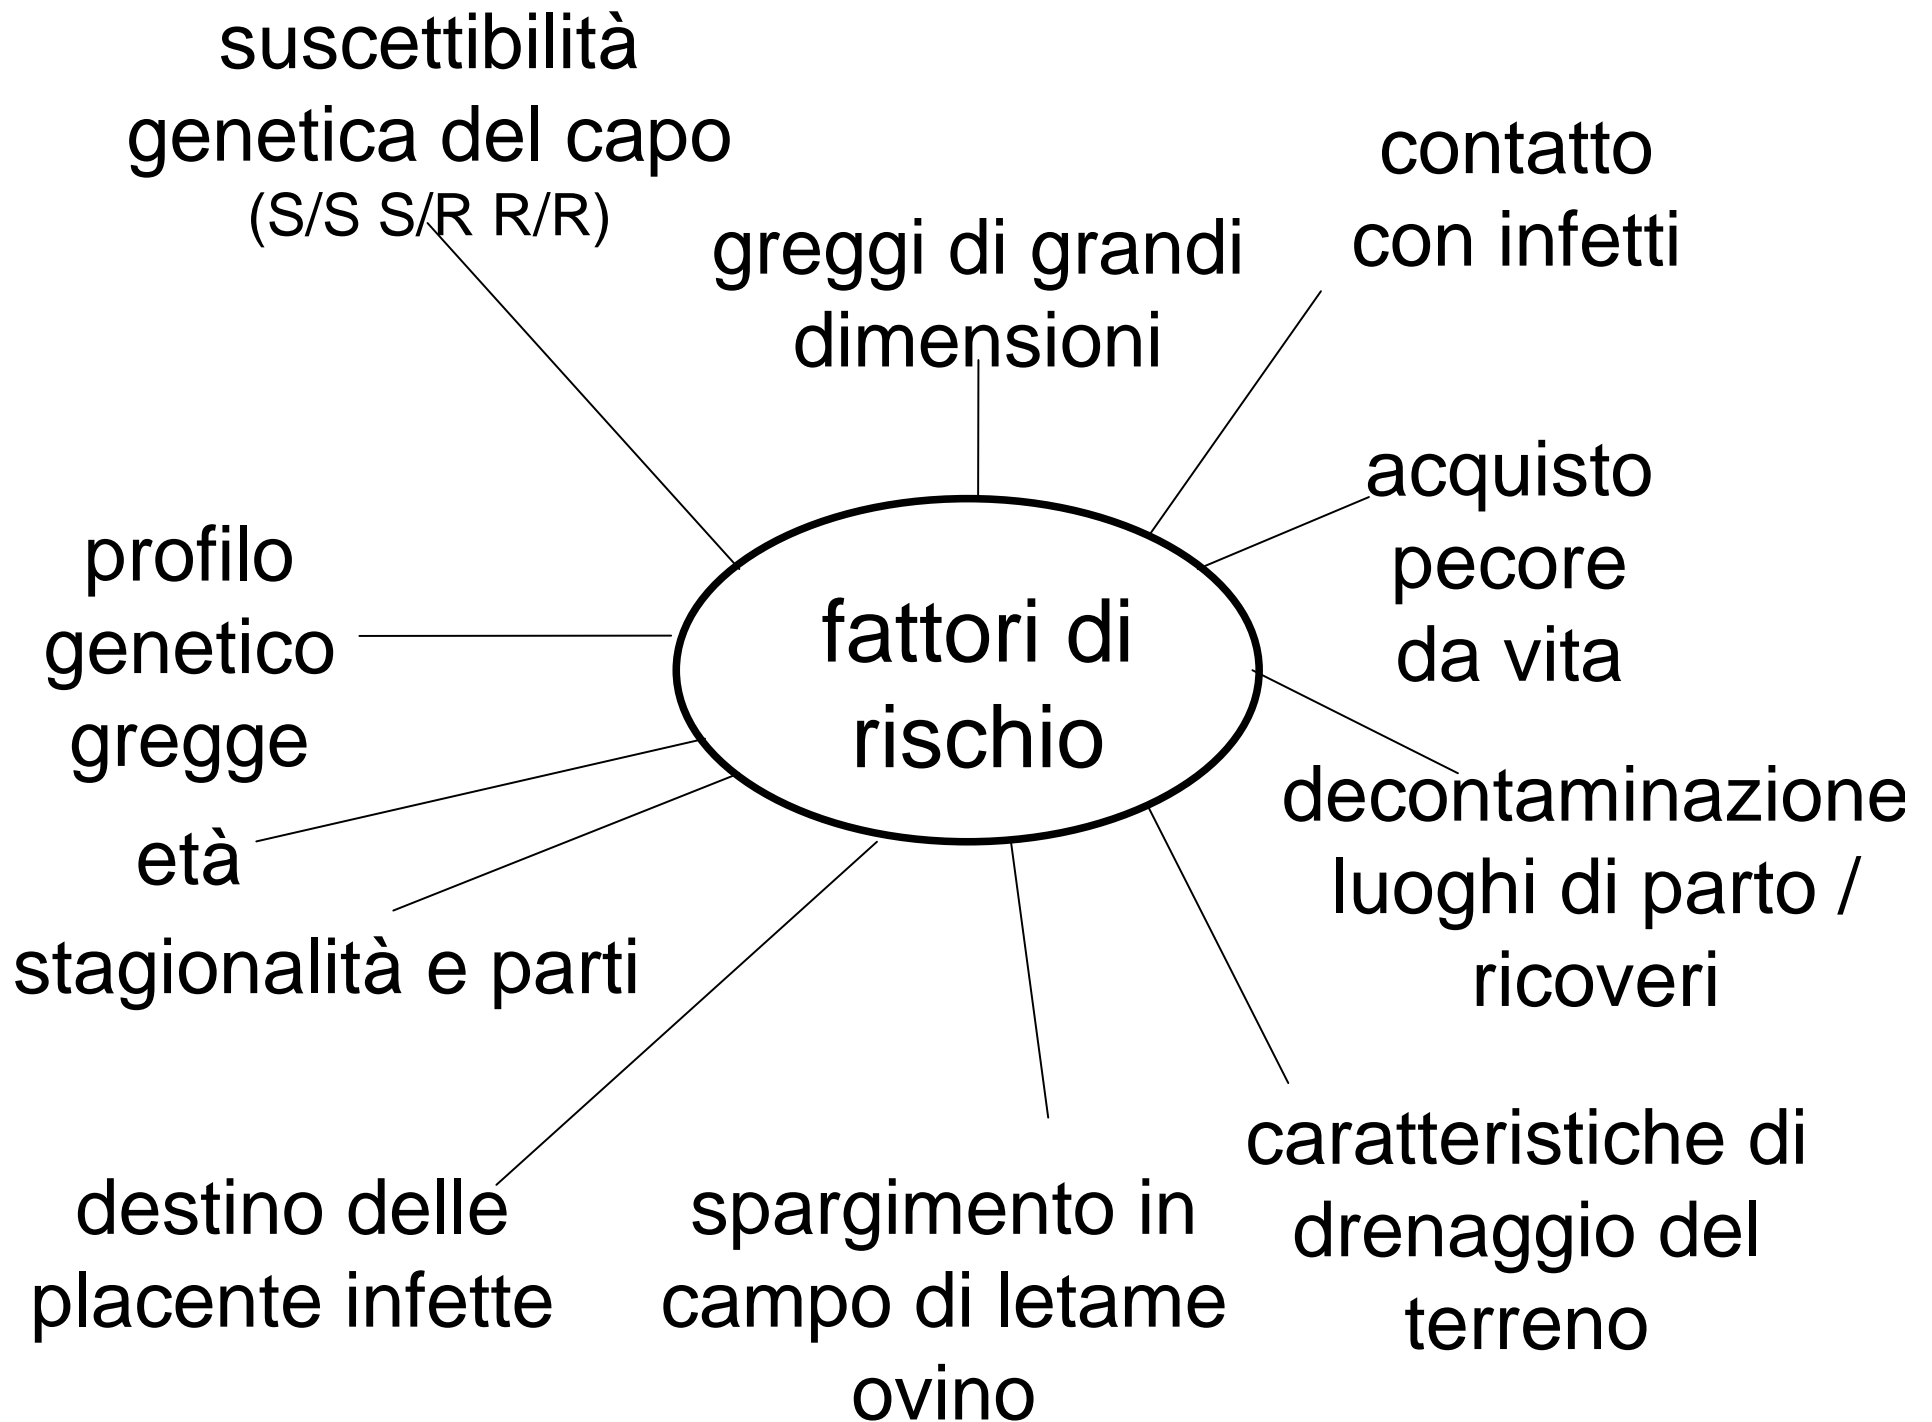 suscettibilità
genetica del capo
(S/S S/R R/R)
greggi di grandi
dimensioni
contatto
con infetti
acquisto
pecore
da vita
profilo
genetico
gregge
fattori di
rischio
età
stagionalità e parti
decontaminazione
luoghi di parto /
ricoveri
destino delle
placente infette
spargimento in
campo di letame
ovino
caratteristiche di
drenaggio del
terreno